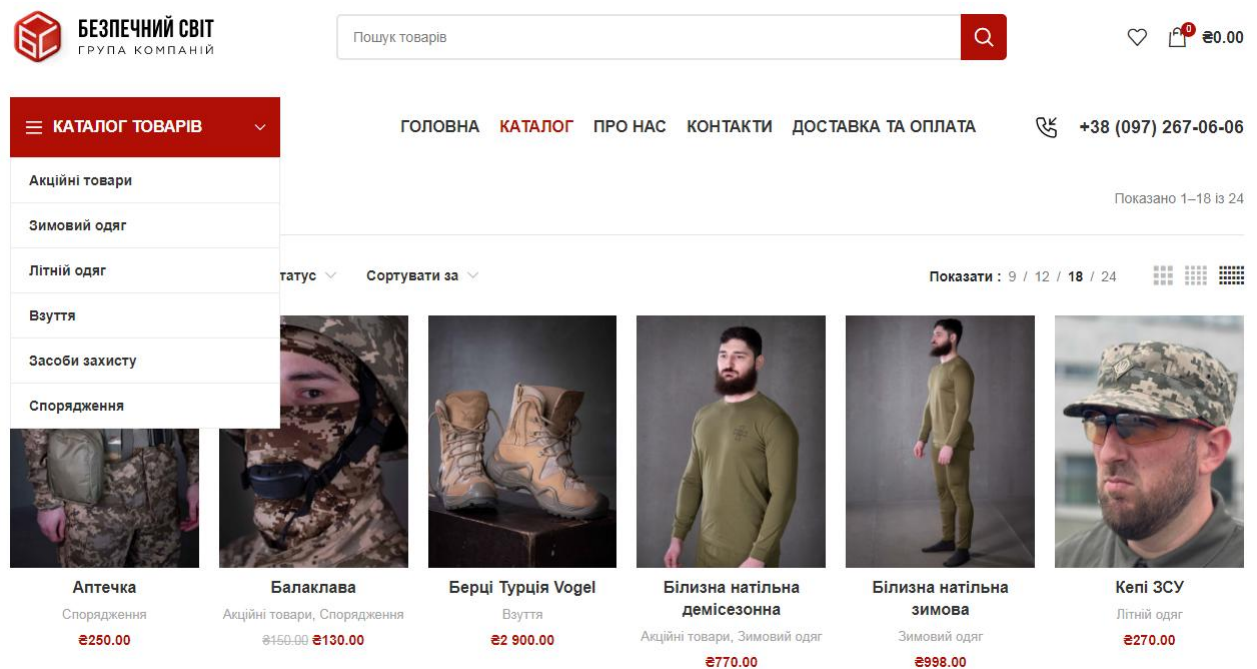 БЕЗПЕЧНИЙ СВІТ
ГРУПА КОМПАНІЙ
Пошук товарів
0
₴0.00
КАТАЛОГ ТОВАРІВ
ГОЛОВНА КАТАЛОГ ПРО НАС КОНТАКТИ ДОСТАВКА ТА ОПЛАТА
+38 (097) 267-06-06
Акційні товари
Показано 1–18 із 24
Зимовий одяг
Літній одяг
татус Сортувати за Показати : 9 / 12 / 18 / 24
Взуття
Засоби захисту
Спорядження
Аптечка
Спорядження
₴250.00
Балаклава
Акційні товари, Спорядження
₴150.00 ₴130.00
Берці Турція Vogel
Взуття
₴2 900.00
Білизна натільна
демісезонна
Акційні товари, Зимовий одяг
₴770.00
Білизна натільна
зимова
Зимовий одяг
₴998.00
Кепі ЗСУ
Літній одяг
₴270.00